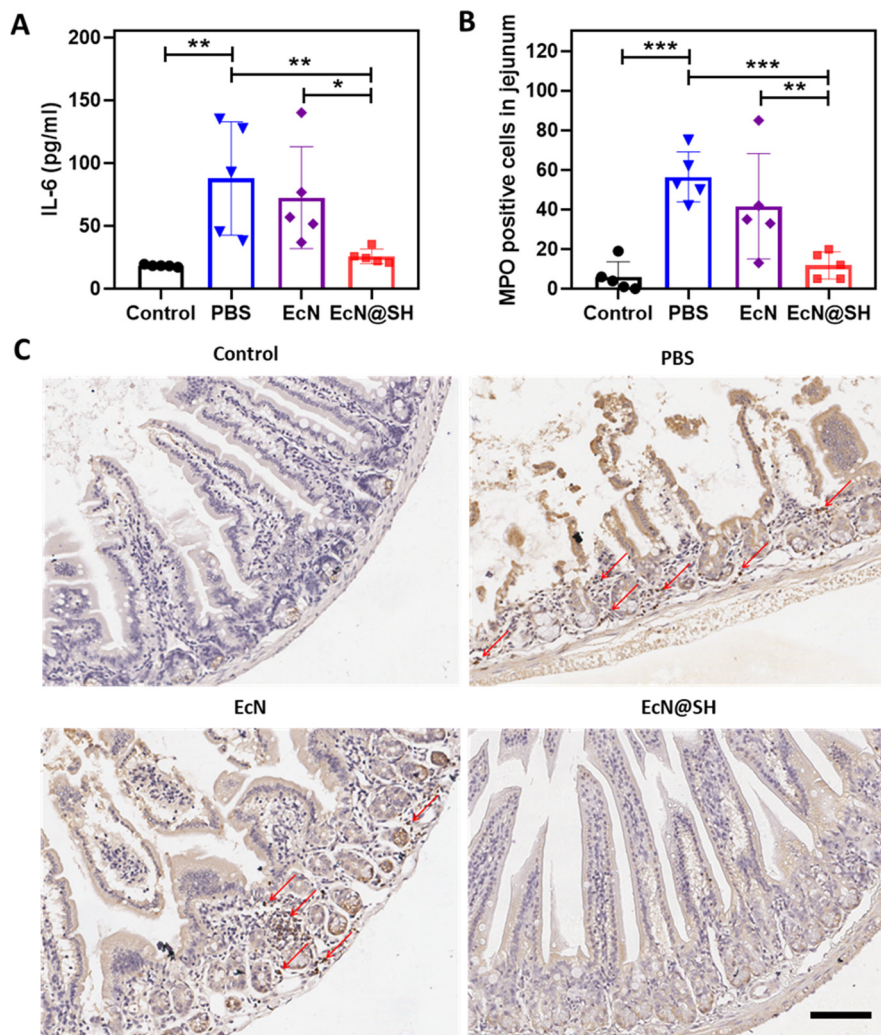 A
IL-6 (pg/ml)
200
150
100
50
0
**
**
*
Control PBS EcN EcN@SH
B
MPO positive cells in jejunum
120
100
80
60
40
20
0
***
***
**
Control PBS EcN EcN@SH
C
Control
PBS
EcN
EcN@SH